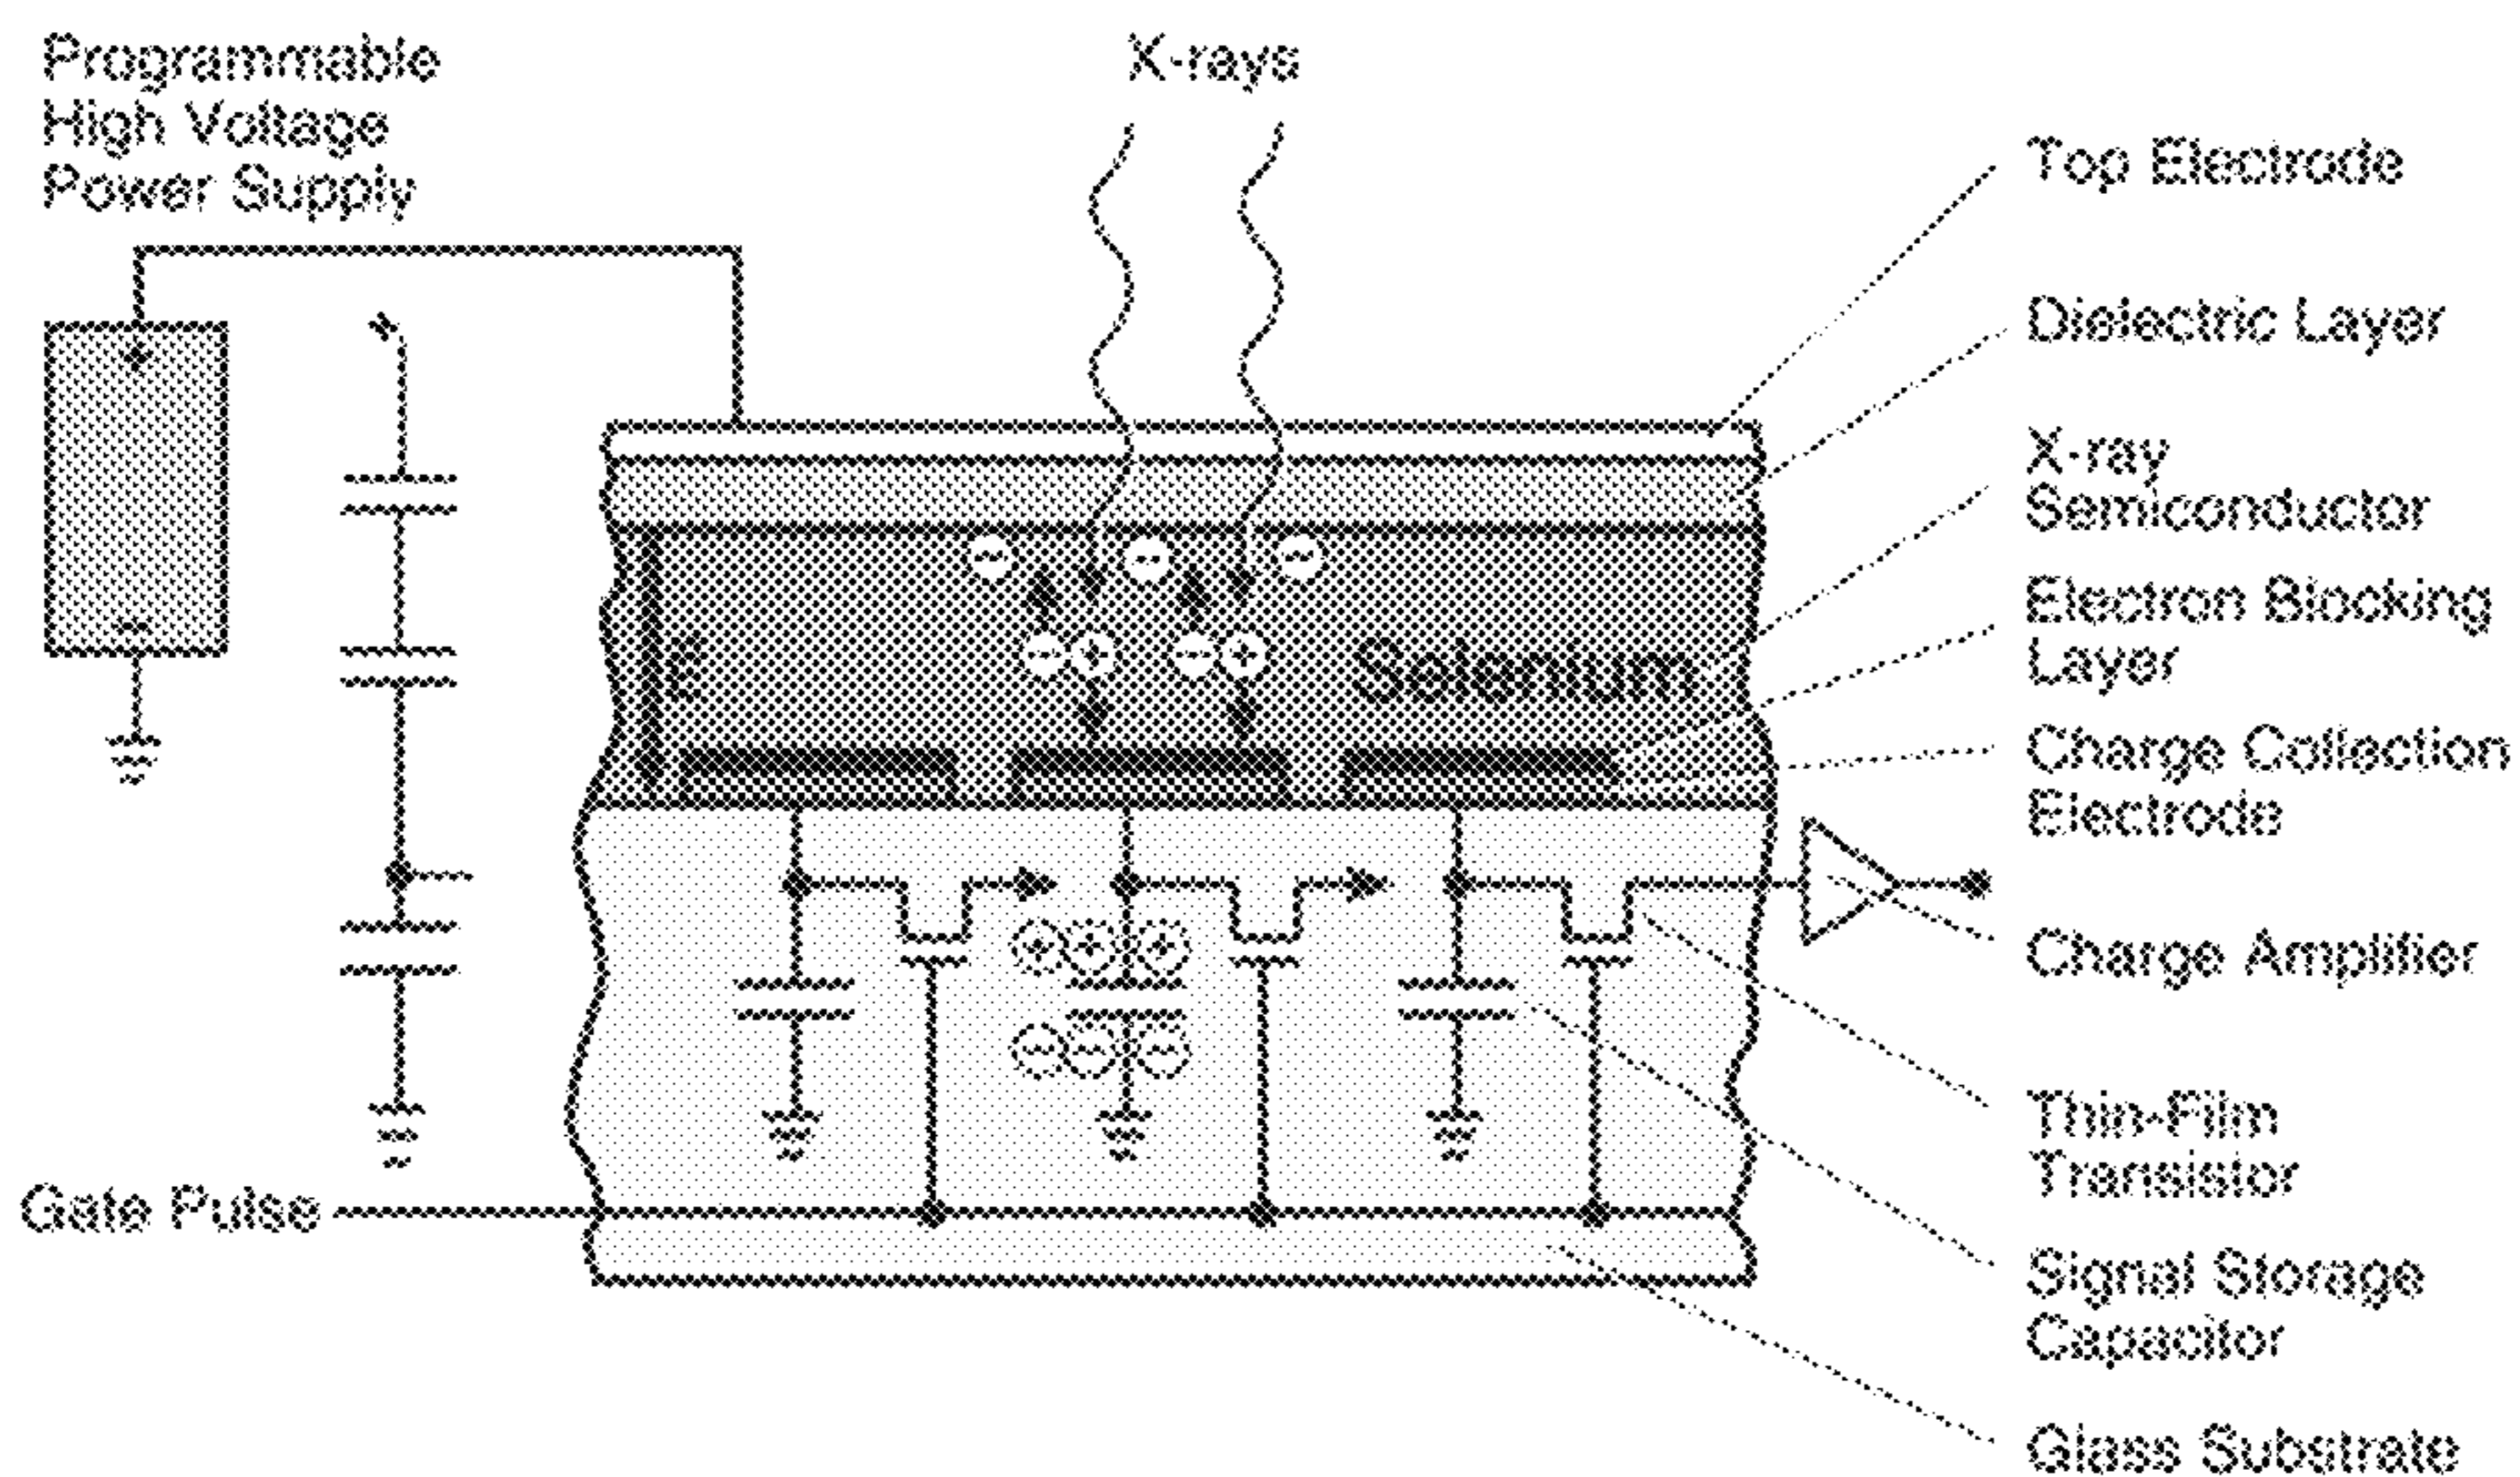 Programmable
High Voltage
Power Supply
X-rays
Top Electrode
Dielectric Layer
X-ray
Semiconductor
Electron Blocking
Layer
Charge Collection
Electrode
Charge Amplifier
Thin-Film
Transistor
Signal Storage
Capacitor
Glass Substrate
+
−
E
Selenium
− − −
− + − +
+ + +
− − −
Gate Pulse